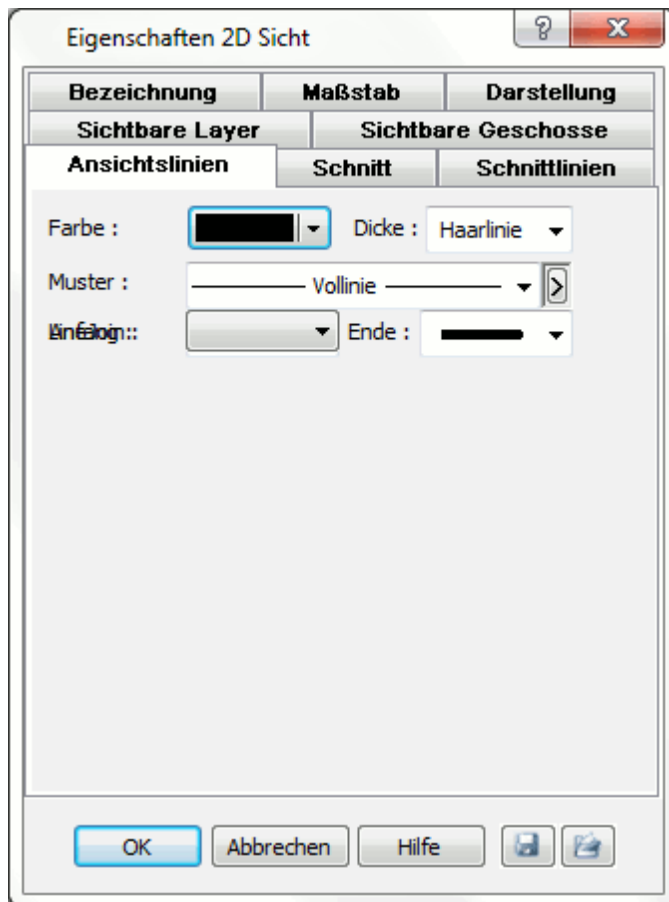 Eigenschaften 2D Sicht
?
Bezeichnung Maßstab Darstellung
Sichtbare Layer Sichtbare Geschosse
Ansichtslinien Schnitt Schnittlinien
Farbe : Dicke : Haarlinie
Muster : Vollinie >
Ende :
OK Abbrechen Hilfe